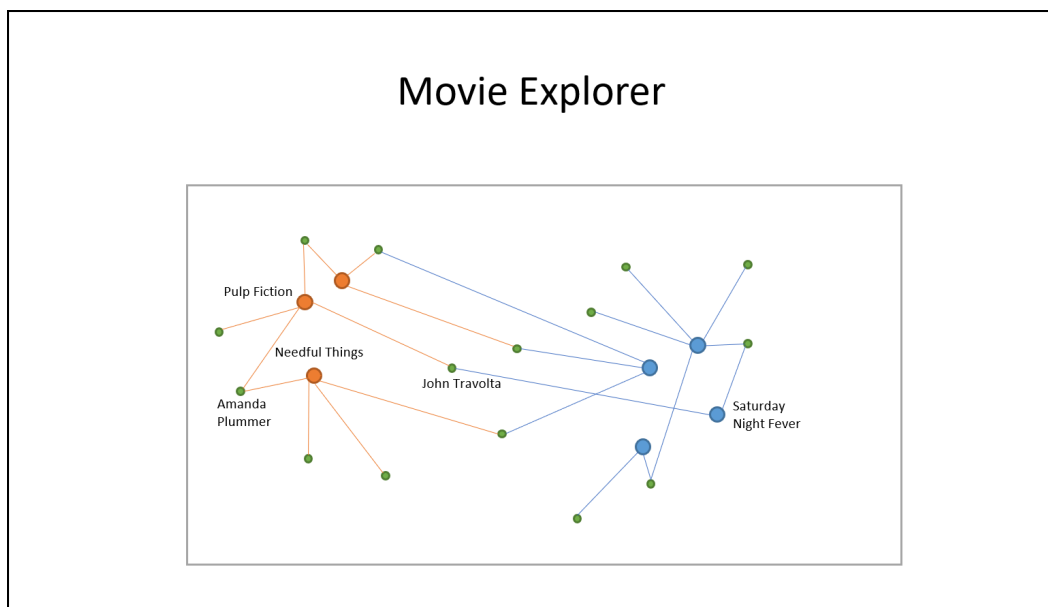 Movie Explorer
Pulp Fiction
Needful Things
John Travolta
Amanda
Plummer
Saturday
Night Fever